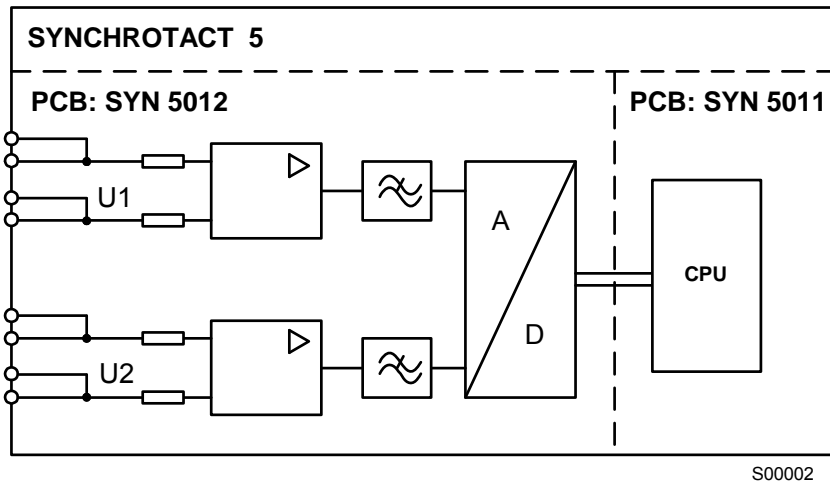 SYNCHROTACT 5
PCB: SYN 5012
PCB: SYN 5011
U1
A
CPU
D
U2
S00002